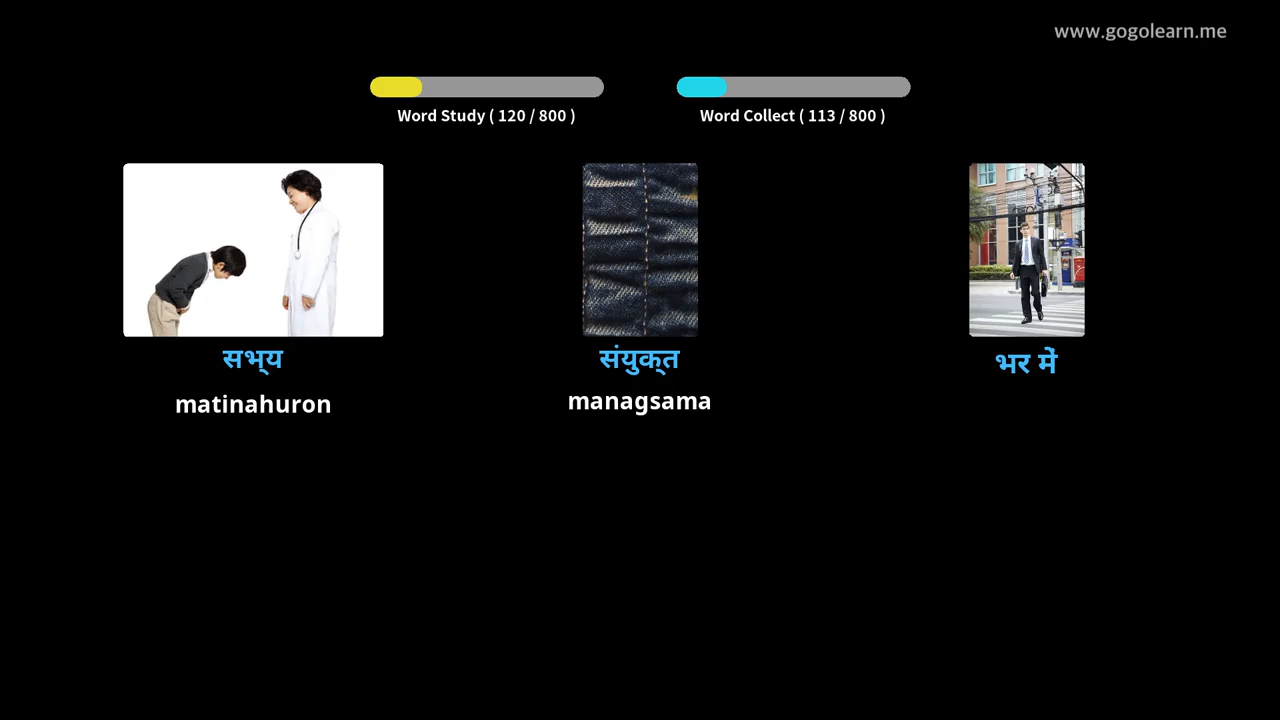 www.gogolearn.me
Word Study ( 120 / 800 )
Word Collect ( 113 / 800 )
सभ्य
संयुक्त
भर में
matinahuron
managsama